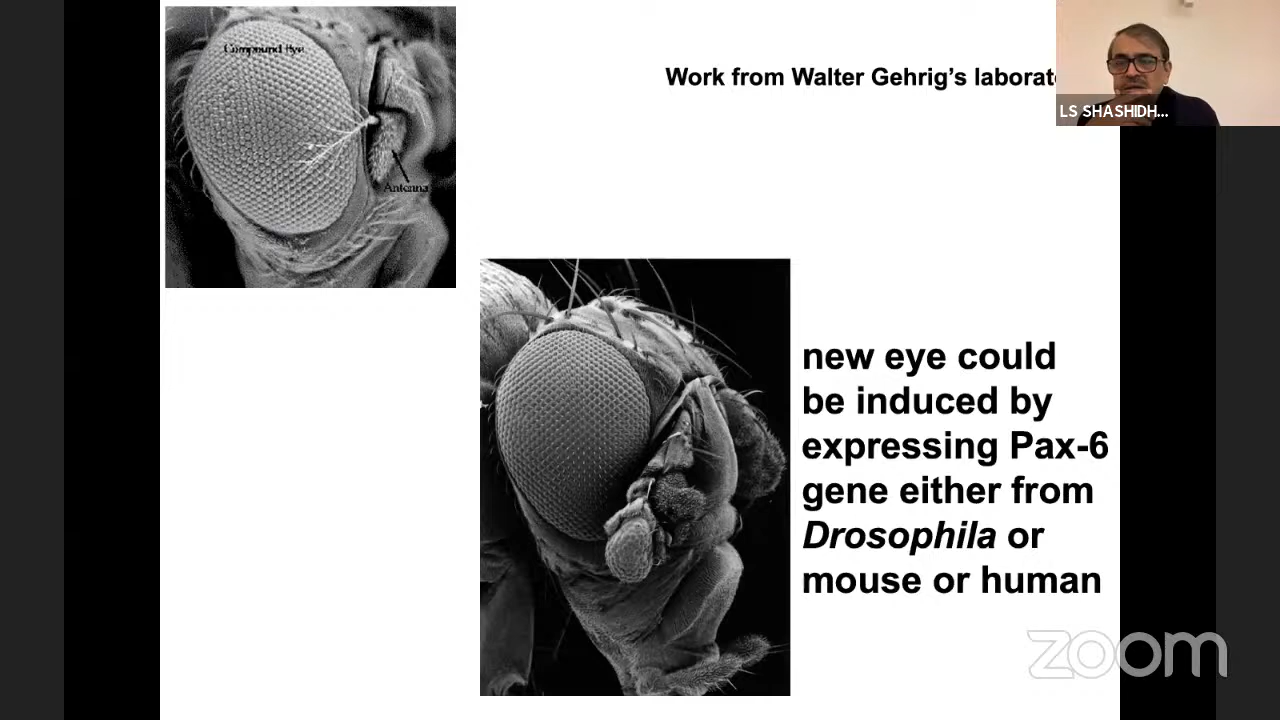 Compound Eye
Antenna
Work from Walter Gehrig's laborat
LS SHASHIDH...
new eye could
be induced by
expressing Pax-6
gene either from
Drosophila or
mouse or human
zoom